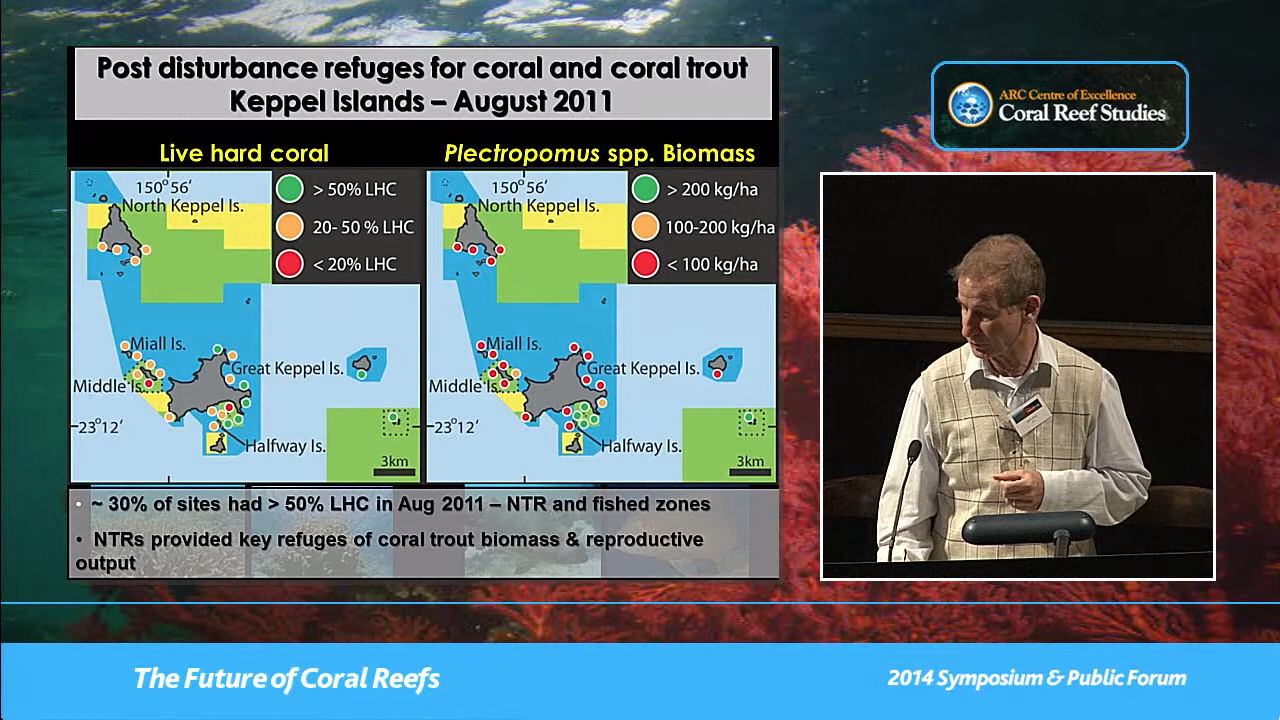 Post disturbance refuges for coral and coral trout
Keppel Islands – August 2011
Live hard coral
150°56'
North Keppel Is.
> 50% LHC
20- 50 % LHC
< 20% LHC
Miall Is.
Great Keppel Is.
Middle Is.
23°12'
Halfway Is.
3km
Plectropomus spp. Biomass
150°56'
North Keppel Is.
> 200 kg/ha
100-200 kg/ha
< 100 kg/ha
Miall Is.
Great Keppel Is.
Middle Is.
23°12'
Halfway Is.
3km
• ~ 30% of sites had > 50% LHC in Aug 2011 – NTR and fished zones
• NTRs provided key refuges of coral trout biomass & reproductive
output
ARC Centre of Excellence
Coral Reef Studies
The Future of Coral Reefs
2014 Symposium & Public Forum